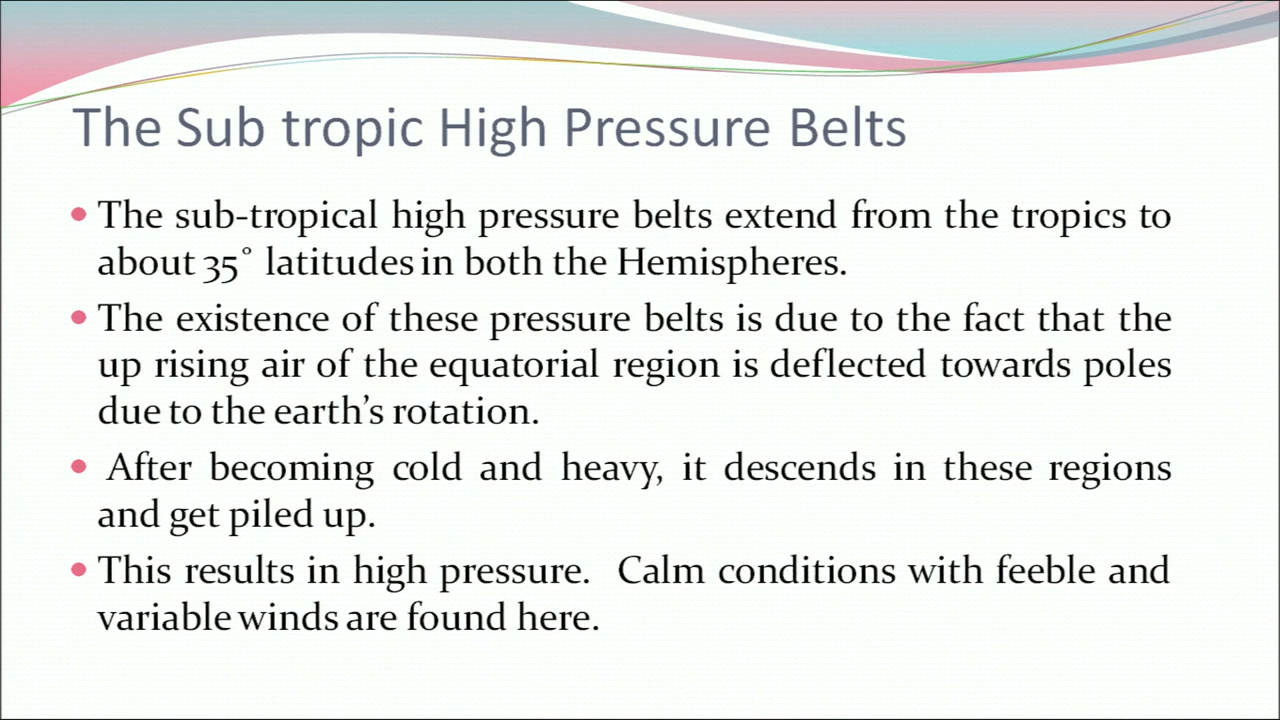 The Sub tropic High Pressure Belts
• The sub-tropical high pressure belts extend from the tropics to
about 35° latitudes in both the Hemispheres.
• The existence of these pressure belts is due to the fact that the
up rising air of the equatorial region is deflected towards poles
due to the earth’s rotation.
• After becoming cold and heavy, it descends in these regions
and get piled up.
• This results in high pressure. Calm conditions with feeble and
variable winds are found here.